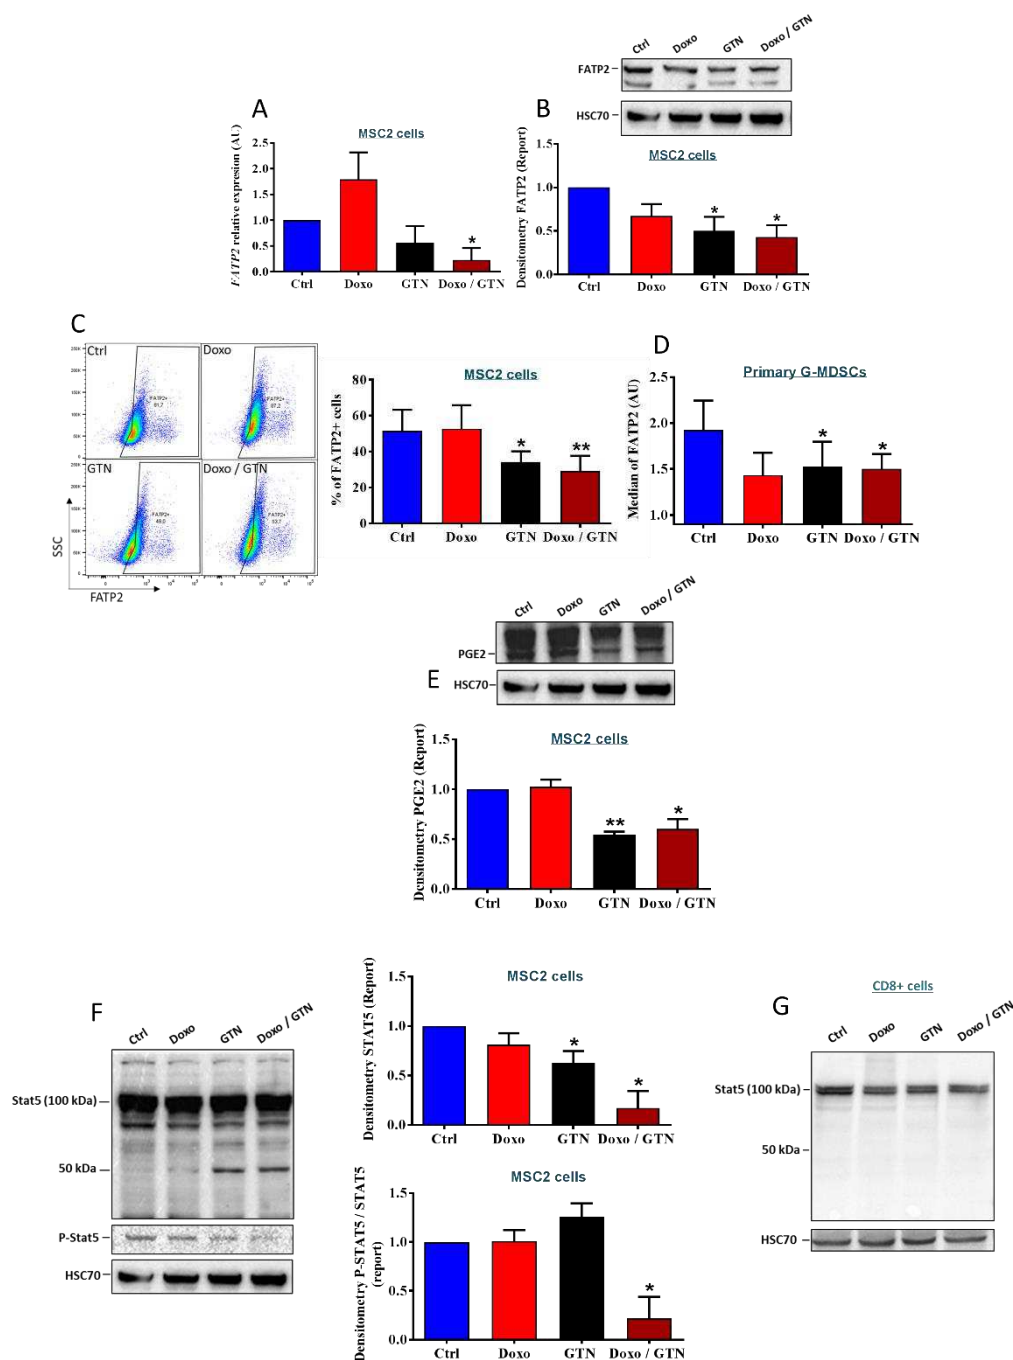 Ctrl Doxo GTN Doxo / GTN
FATP2
HSC70
A
MSC2 cells
FATP2 relative expresion (AU)
2.5
2.0
1.5
1.0
0.5
0.0
*
Ctrl Doxo GTN Doxo / GTN
B
MSC2 cells
Densitometry FATP2 (Report)
1.5
1.0
0.5
0.0
* *
Ctrl Doxo GTN Doxo / GTN
C
Ctrl Doxo
GTN Doxo / GTN
FATP2+
FATP2+
FATP2+
FATP2+
SSC
FATP2
MSC2 cells
% of FATP2+ cells
80
60
40
20
0
* **
Ctrl Doxo GTN Doxo / GTN
D
Primary G-MDSCs
Median of FATP2 (AU)
2.5
2.0
1.5
1.0
* *
Ctrl Doxo GTN Doxo / GTN
Ctrl Doxo GTN Doxo / GTN
PGE2
E
HSC70
MSC2 cells
Densitometry PGE2 (Report)
1.5
1.0
0.5
0.0
** *
Ctrl Doxo GTN Doxo / GTN
F
Ctrl Doxo GTN Doxo / GTN
Stat5 (100 kDa)
50 kDa
P-Stat5
HSC70
MSC2 cells
Densitometry STAT5 (Report)
1.5
1.0
0.5
0.0
* *
Ctrl Doxo GTN Doxo / GTN
MSC2 cells
Densitometry P-STAT5 / STAT5
(report)
1.5
1.0
0.5
0.0
*
Ctrl Doxo GTN Doxo / GTN
G
CD8+ cells
Ctrl Doxo GTN Doxo / GTN
Stat5 (100 kDa)
50 kDa
HSC70